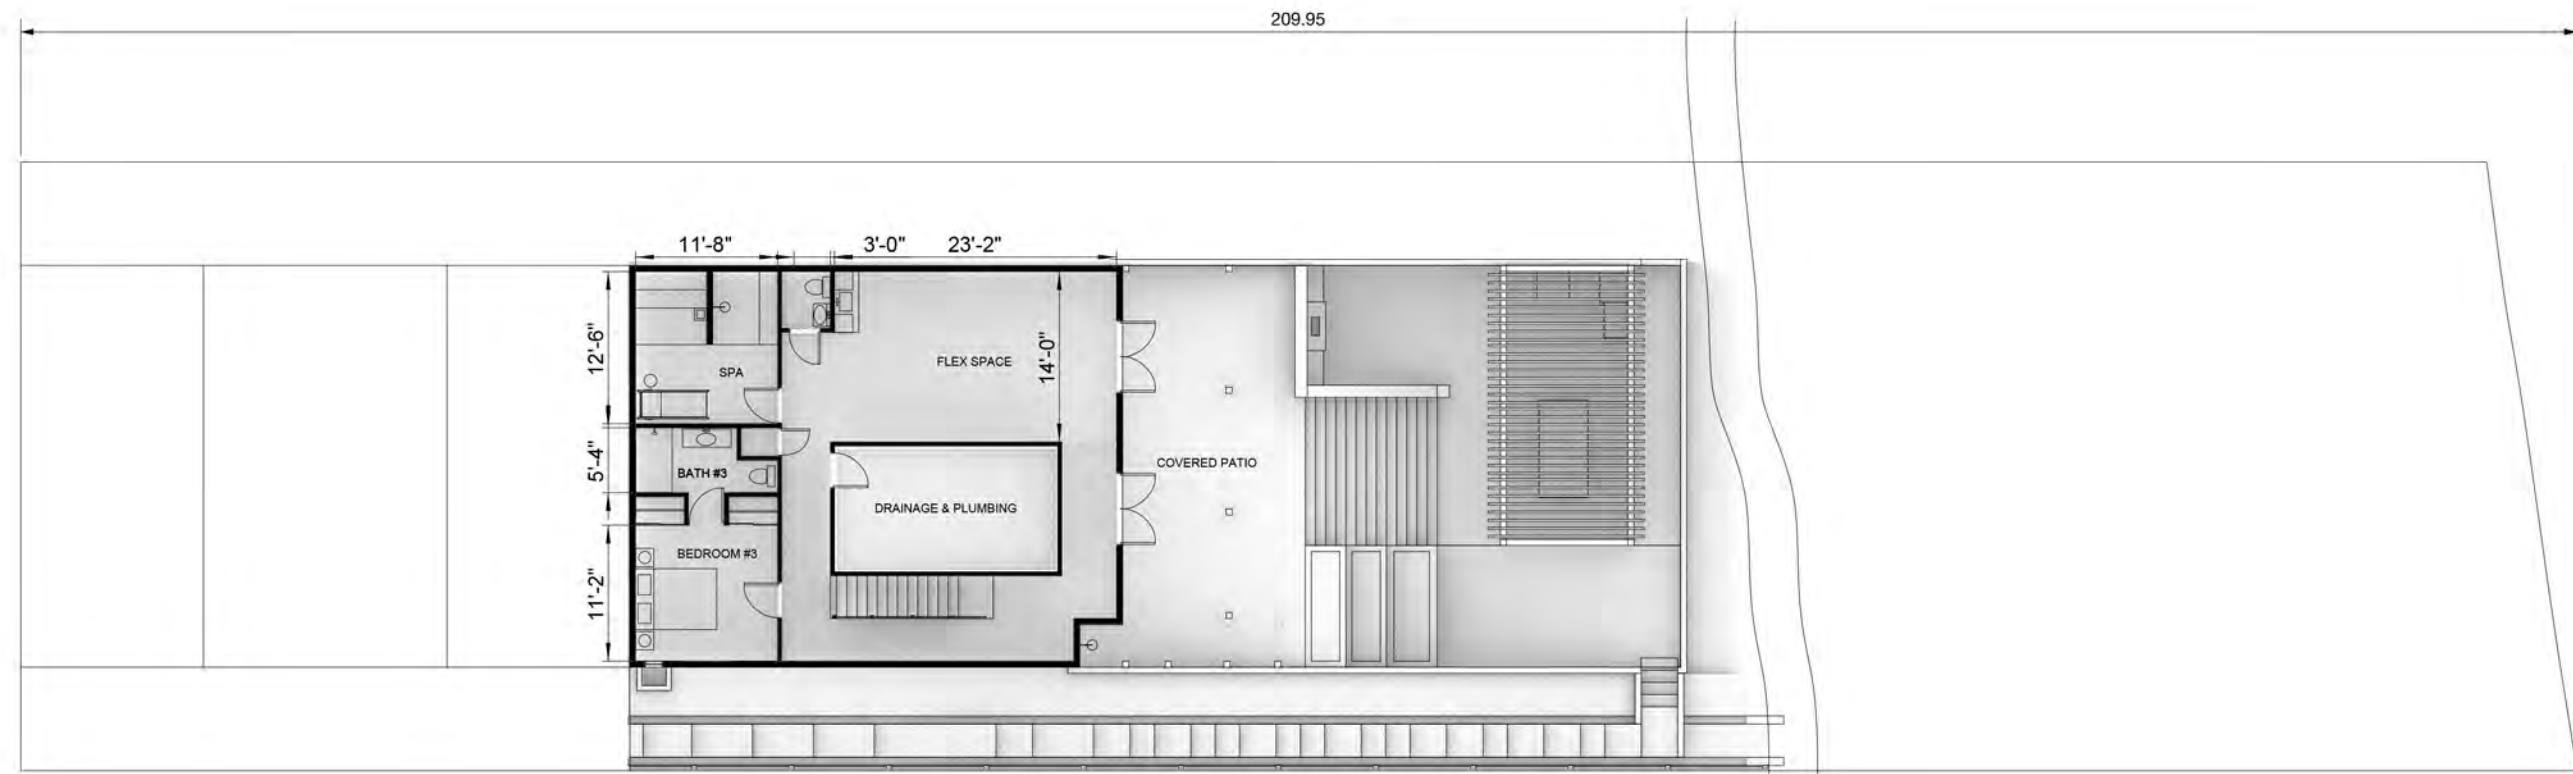 209.95
11'-8"
3'-0"
23'-2"
12'-6"
14'-0"
FLEX SPACE
SPA
5'-4"
BATH #3
COVERED PATIO
DRAINAGE & PLUMBING
BEDROOM #3
11'-2"